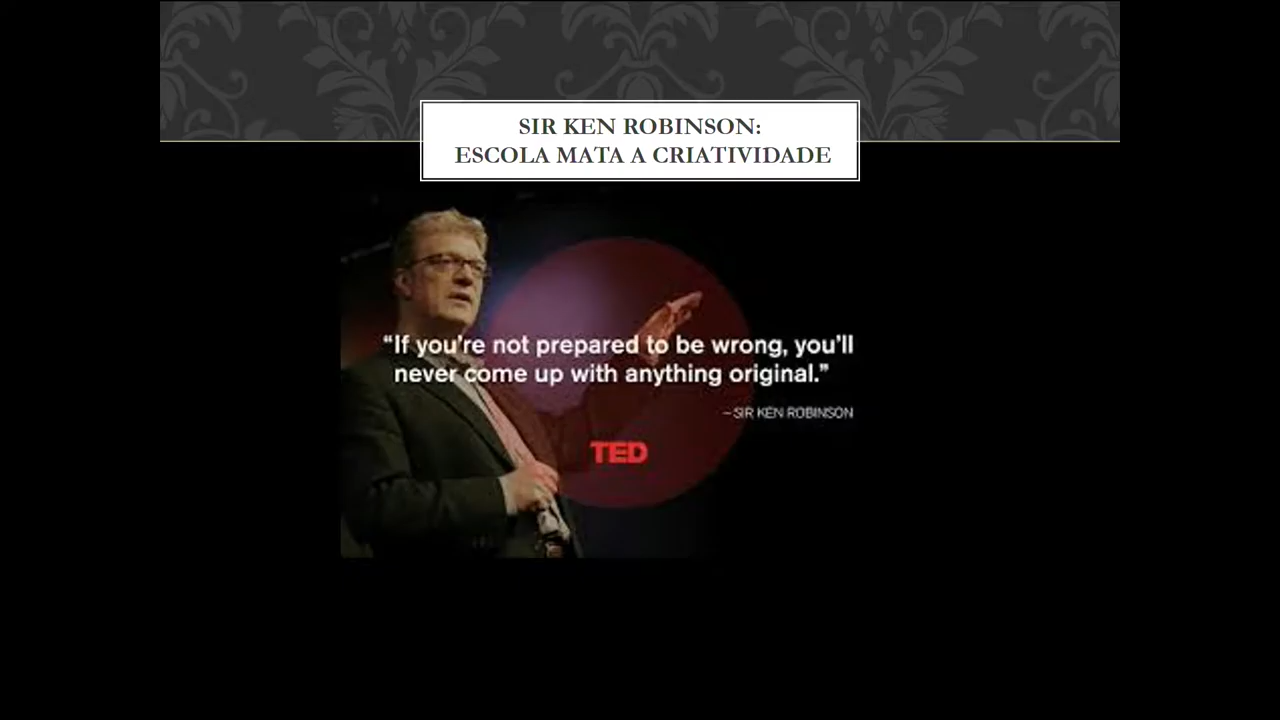 SIR KEN ROBINSON:
ESCOLA MATA A CRIATIVIDADE
“If you’re not prepared to be wrong, you’ll
never come up with anything original.”
– SIR KEN ROBINSON
TED